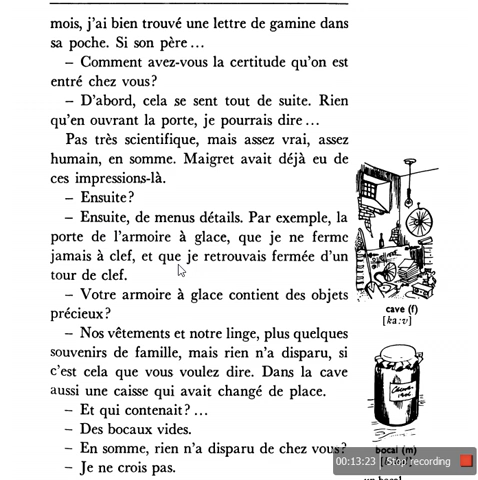 mois, j'ai bien trouvé une lettre de gamine dans
sa poche. Si son père...
– Comment avez-vous la certitude qu'on est
entré chez vous?
– D'abord, cela se sent tout de suite. Rien
qu'en ouvrant la porte, je pourrais dire...
Pas très scientifique, mais assez vrai, assez
humain, en somme. Maigret avait déjà eu de
ces impressions-là.
– Ensuite?
– Ensuite, de menus détails. Par exemple, la
porte de l'armoire à glace, que je ne ferme
jamais à clef, et que je retrouvais fermée d'un
tour de clef.
– Votre armoire à glace contient des objets
précieux?
– Nos vêtements et notre linge, plus quelques
souvenirs de famille, mais rien n'a disparu, si
c'est cela que vous voulez dire. Dans la cave
aussi une caisse qui avait changé de place.
– Et qui contenait?...
– Des bocaux vides.
– En somme, rien n'a disparu de chez vous?
– Je ne crois pas.
cave (f)
[ka:v]
bocal (m)
un bocal
00:13:23 Stop recording